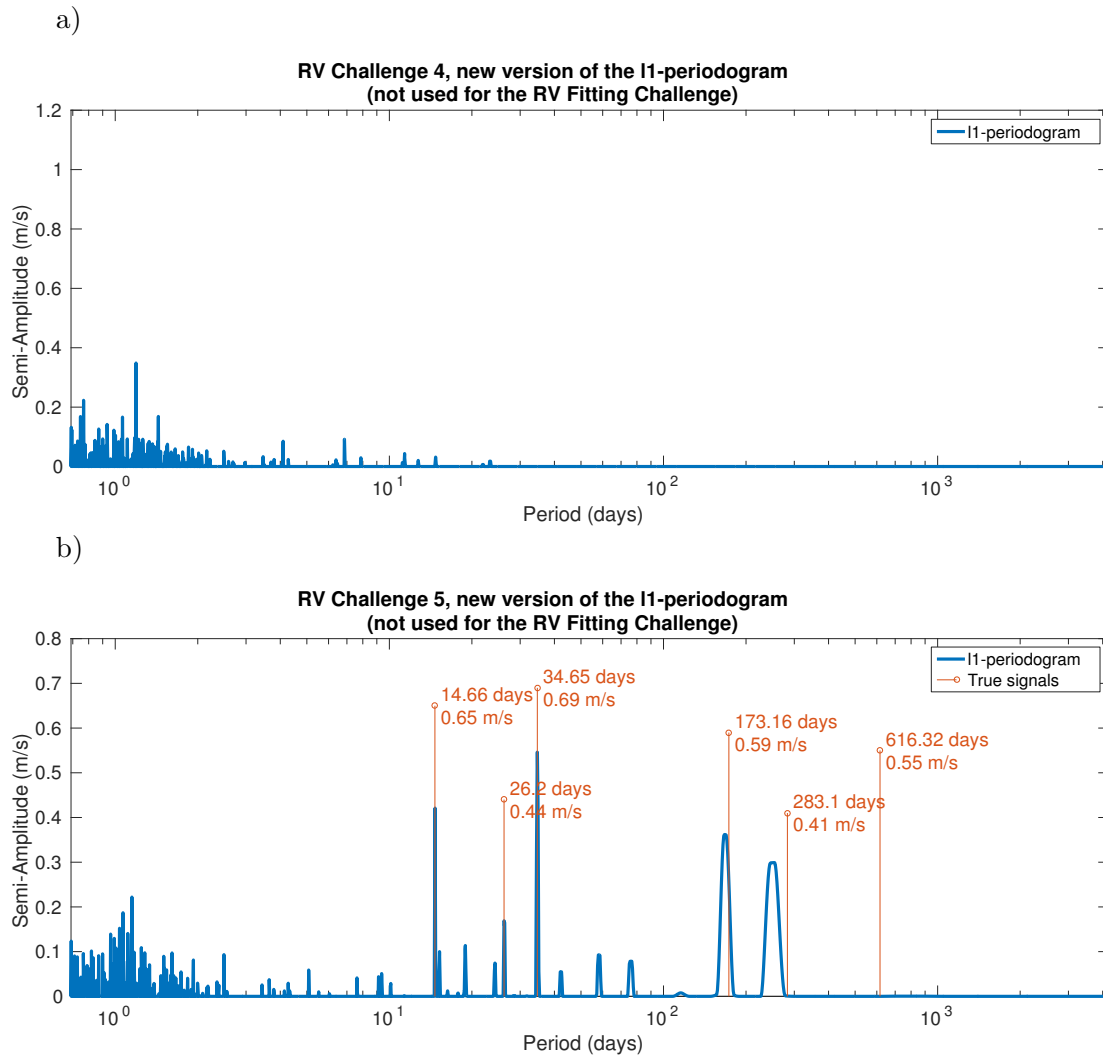 a)
RV Challenge 4, new version of the l1-periodogram
(not used for the RV Fitting Challenge)
1.2
1
0.8
0.6
0.4
0.2
0
Semi-Amplitude (m/s)
l1-periodogram
10^0
10^1
10^2
10^3
Period (days)
b)
RV Challenge 5, new version of the l1-periodogram
(not used for the RV Fitting Challenge)
0.8
0.7
0.6
0.5
0.4
0.3
0.2
0.1
0
Semi-Amplitude (m/s)
l1-periodogram
True signals
14.66 days
0.65 m/s
26.2 days
0.44 m/s
34.65 days
0.69 m/s
173.16 days
0.59 m/s
283.1 days
0.41 m/s
616.32 days
0.55 m/s
10^0
10^1
10^2
10^3
Period (days)